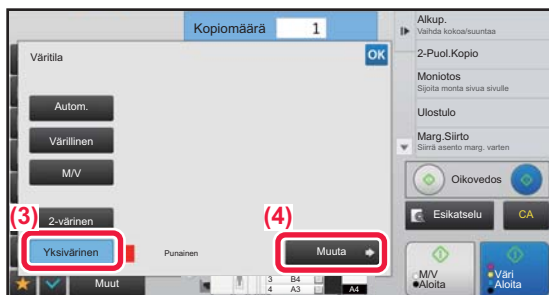 Kopiomäärä 1
Väritila
OK
Autom.
Värillinen
M/V
(3)
2-värinen
(4)
Yksivärinen
Punainen
Muuta
Muut
3 B4
4 A3
A4
Alkup.
Vaihda kokoa/suuntaa
2-Puol.Kopio
Moniotos
Sijoita monta sivua sivulle
Ulostulo
Marg.Siirto
Siirrä asento marg. varten
Oikovedos
Esikatselu
CA
M/V
Aloita
Väri
Aloita